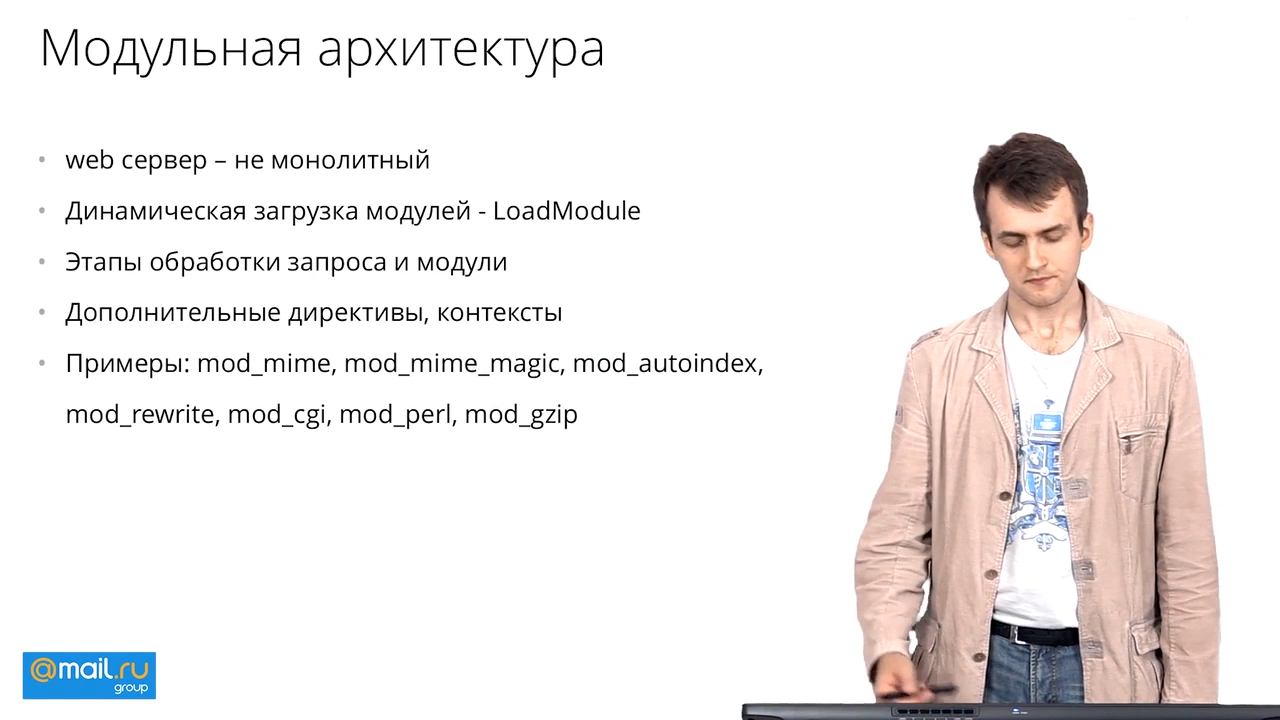 Модульная архитектура
web сервер – не монолитный
Динамическая загрузка модулей - LoadModule
Этапы обработки запроса и модули
Дополнительные директивы, контексты
Примеры: mod_mime, mod_mime_magic, mod_autoindex,
mod_rewrite, mod_cgi, mod_perl, mod_gzip
@mail.ru
group